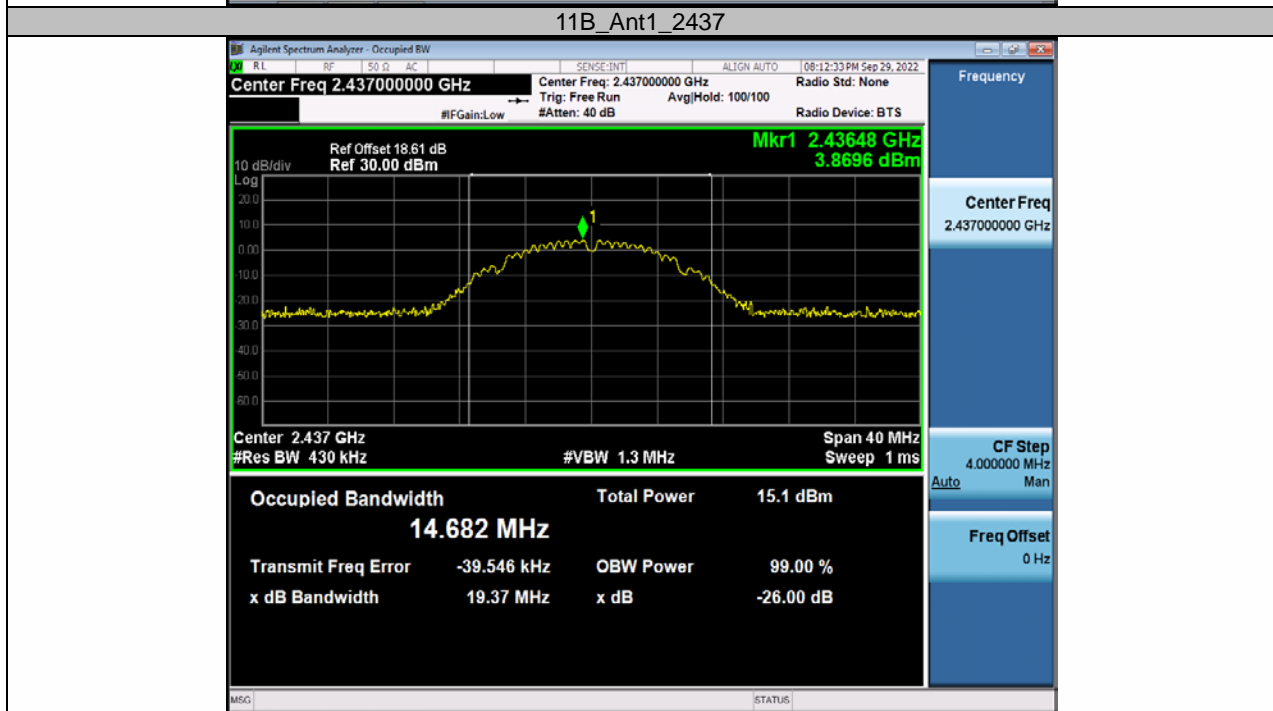 11B_Ant1_2437
Agilent Spectrum Analyzer - Occupied BW
RL RF 50 Ω AC SENSE:INT ALIGN AUTO 08:12:33 PM Sep 29, 2022
Center Freq 2.437000000 GHz
Center Freq: 2.437000000 GHz
Radio Std: None
Trig: Free Run Avg|Hold: 100/100
#IFGain:Low
#Atten: 40 dB
Radio Device: BTS
Mkr1 2.43648 GHz
3.8696 dBm
Ref Offset 18.61 dB
10 dB/div Ref 30.00 dBm
Log
20.0
10.0
0.00
-10.0
-20.0
-30.0
-40.0
-50.0
-60.0
1
Center 2.437 GHz Span 40 MHz
#Res BW 430 kHz #VBW 1.3 MHz Sweep 1 ms
Occupied Bandwidth Total Power 15.1 dBm
14.682 MHz
Transmit Freq Error -39.546 kHz OBW Power 99.00 %
x dB Bandwidth 19.37 MHz x dB -26.00 dB
Frequency
Center Freq
2.437000000 GHz
CF Step
4.000000 MHz
Auto Man
Freq Offset
0 Hz
MSG STATUS